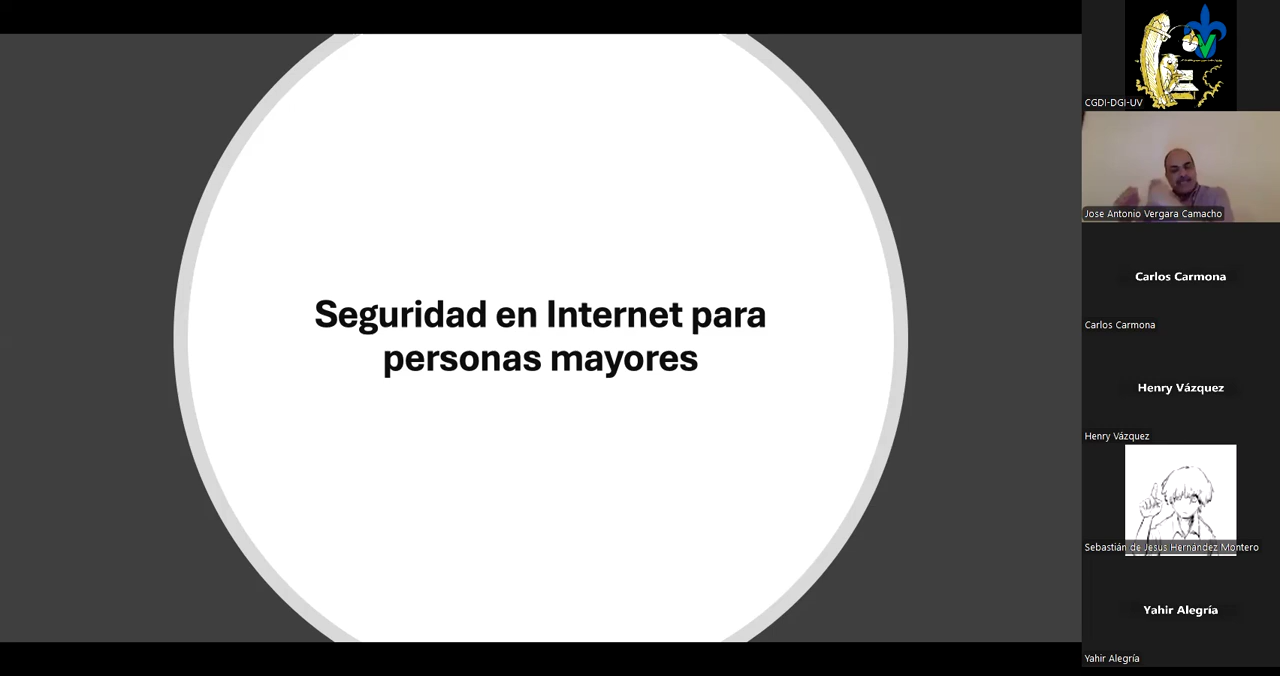 Seguridad en Internet para
personas mayores
CGDI-DGI-UV
Jose Antonio Vergara Camacho
Carlos Carmona
Carlos Carmona
Henry Vázquez
Henry Vázquez
Sebastián de Jesus Hernández Montero
Yahir Alegría
Yahir Alegría